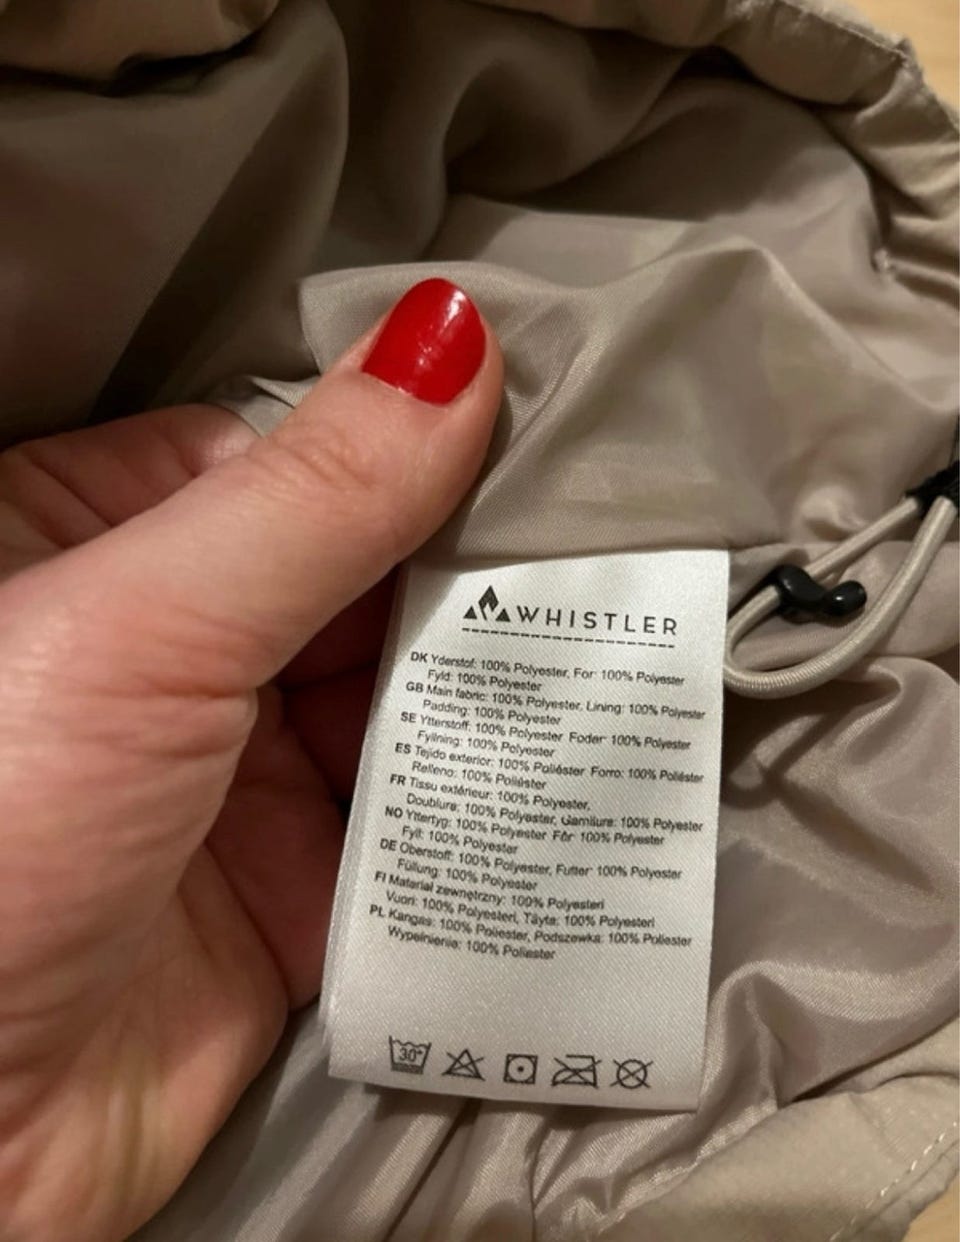 WHISTLER
DK Yderstof: 100% Polyester, For: 100% Polyester
Fyld: 100% Polyester
GB Main fabric: 100% Polyester, Lining: 100% Polyester
Padding: 100% Polyester
SE Ytterstoff: 100% Polyester Foder: 100% Polyester
Fyllning: 100% Polyester
ES Tejido exterior: 100% Poliéster Forro: 100% Poliéster
Relleno: 100% Poliéster
FR Tissu extérieur: 100% Polyester,
Doublure: 100% Polyester, Garniture: 100% Polyester
NO Yttertyg: 100% Polyester Fôr: 100% Polyester
Fyll: 100% Polyester
DE Oberstoff: 100% Polyester, Futter: 100% Polyester
Füllung: 100% Polyester
FI Materiał zewnętrzny: 100% Polyesteri
Vuori: 100% Polyesteri, Täyte: 100% Polyesteri
PL Kangas: 100% Poliester, Podszewka: 100% Poliester
Wypełnienie: 100% Poliester
30°